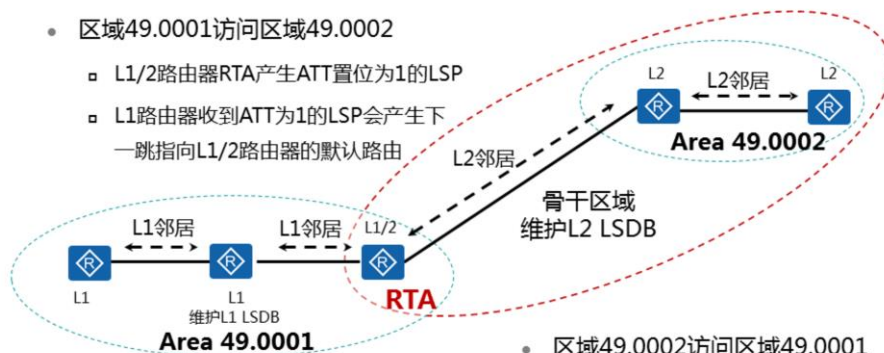 区域49.0001访问区域49.0002
L1/2路由器RTA产生ATT置位为1的LSP
L1路由器收到ATT为1的LSP会产生下
一跳指向L1/2路由器的默认路由
L2
L2邻居
L2
Area 49.0002
L2邻居
骨干区域
维护L2 LSDB
L1邻居
L1邻居
L1/2
R
R
R
R
R
L1
L1
维护L1 LSDB
RTA
Area 49.0001
区域49.0002访问区域49.0001